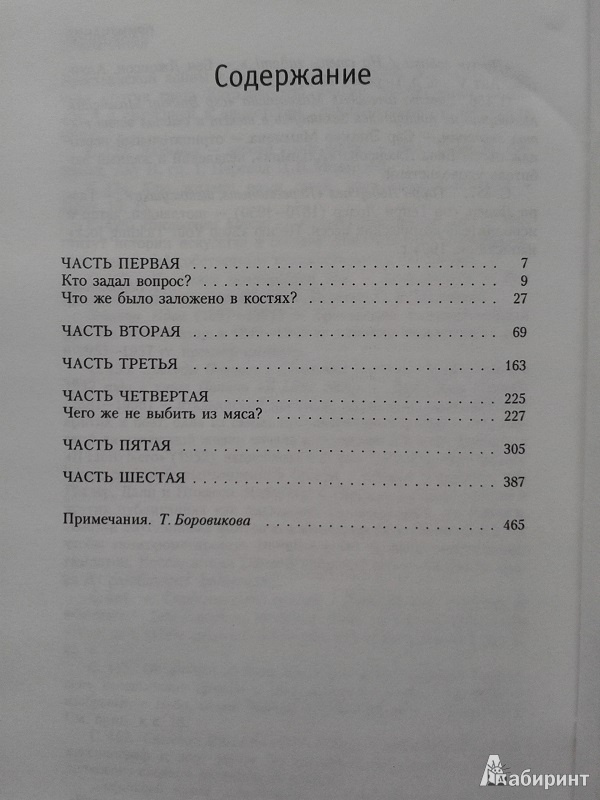 Содержание
ЧАСТЬ ПЕРВАЯ . . . . . . . . . . . . . . . . . . . . . . . . . . 7
Кто задал вопрос? . . . . . . . . . . . . . . . . . . . . . . . . . 9
Что же было заложено в костях? . . . . . . . . . . . . . . . 27
ЧАСТЬ ВТОРАЯ . . . . . . . . . . . . . . . . . . . . . . . . . . 69
ЧАСТЬ ТРЕТЬЯ . . . . . . . . . . . . . . . . . . . . . . . . . . 163
ЧАСТЬ ЧЕТВЕРТАЯ . . . . . . . . . . . . . . . . . . . . . . . 225
Чего же не выбить из мяса? . . . . . . . . . . . . . . . . . . 227
ЧАСТЬ ПЯТАЯ . . . . . . . . . . . . . . . . . . . . . . . . . . . 305
ЧАСТЬ ШЕСТАЯ . . . . . . . . . . . . . . . . . . . . . . . . . . 387
Примечания. Т. Боровикова . . . . . . . . . . . . . . . . . . . 465
Лабиринт